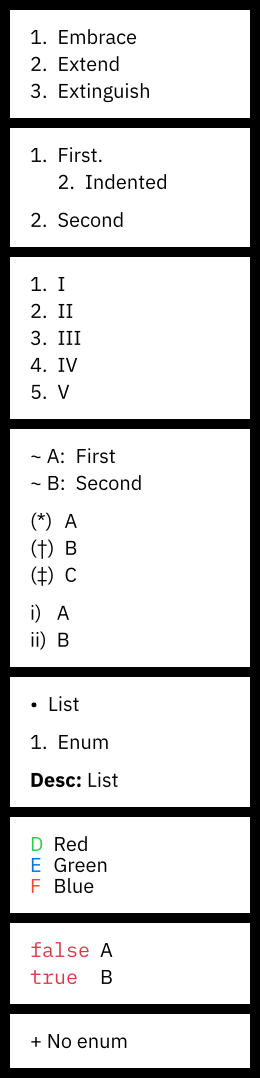 1. Embrace
2. Extend
3. Extinguish
1. First.
2. Indented
2. Second
1. I
2. II
3. III
4. IV
5. V
~ A: First
~ B: Second
(*) A
(†) B
(‡) C
i) A
ii) B
• List
1. Enum
Desc: List
D Red
E Green
F Blue
false A
true B
+ No enum